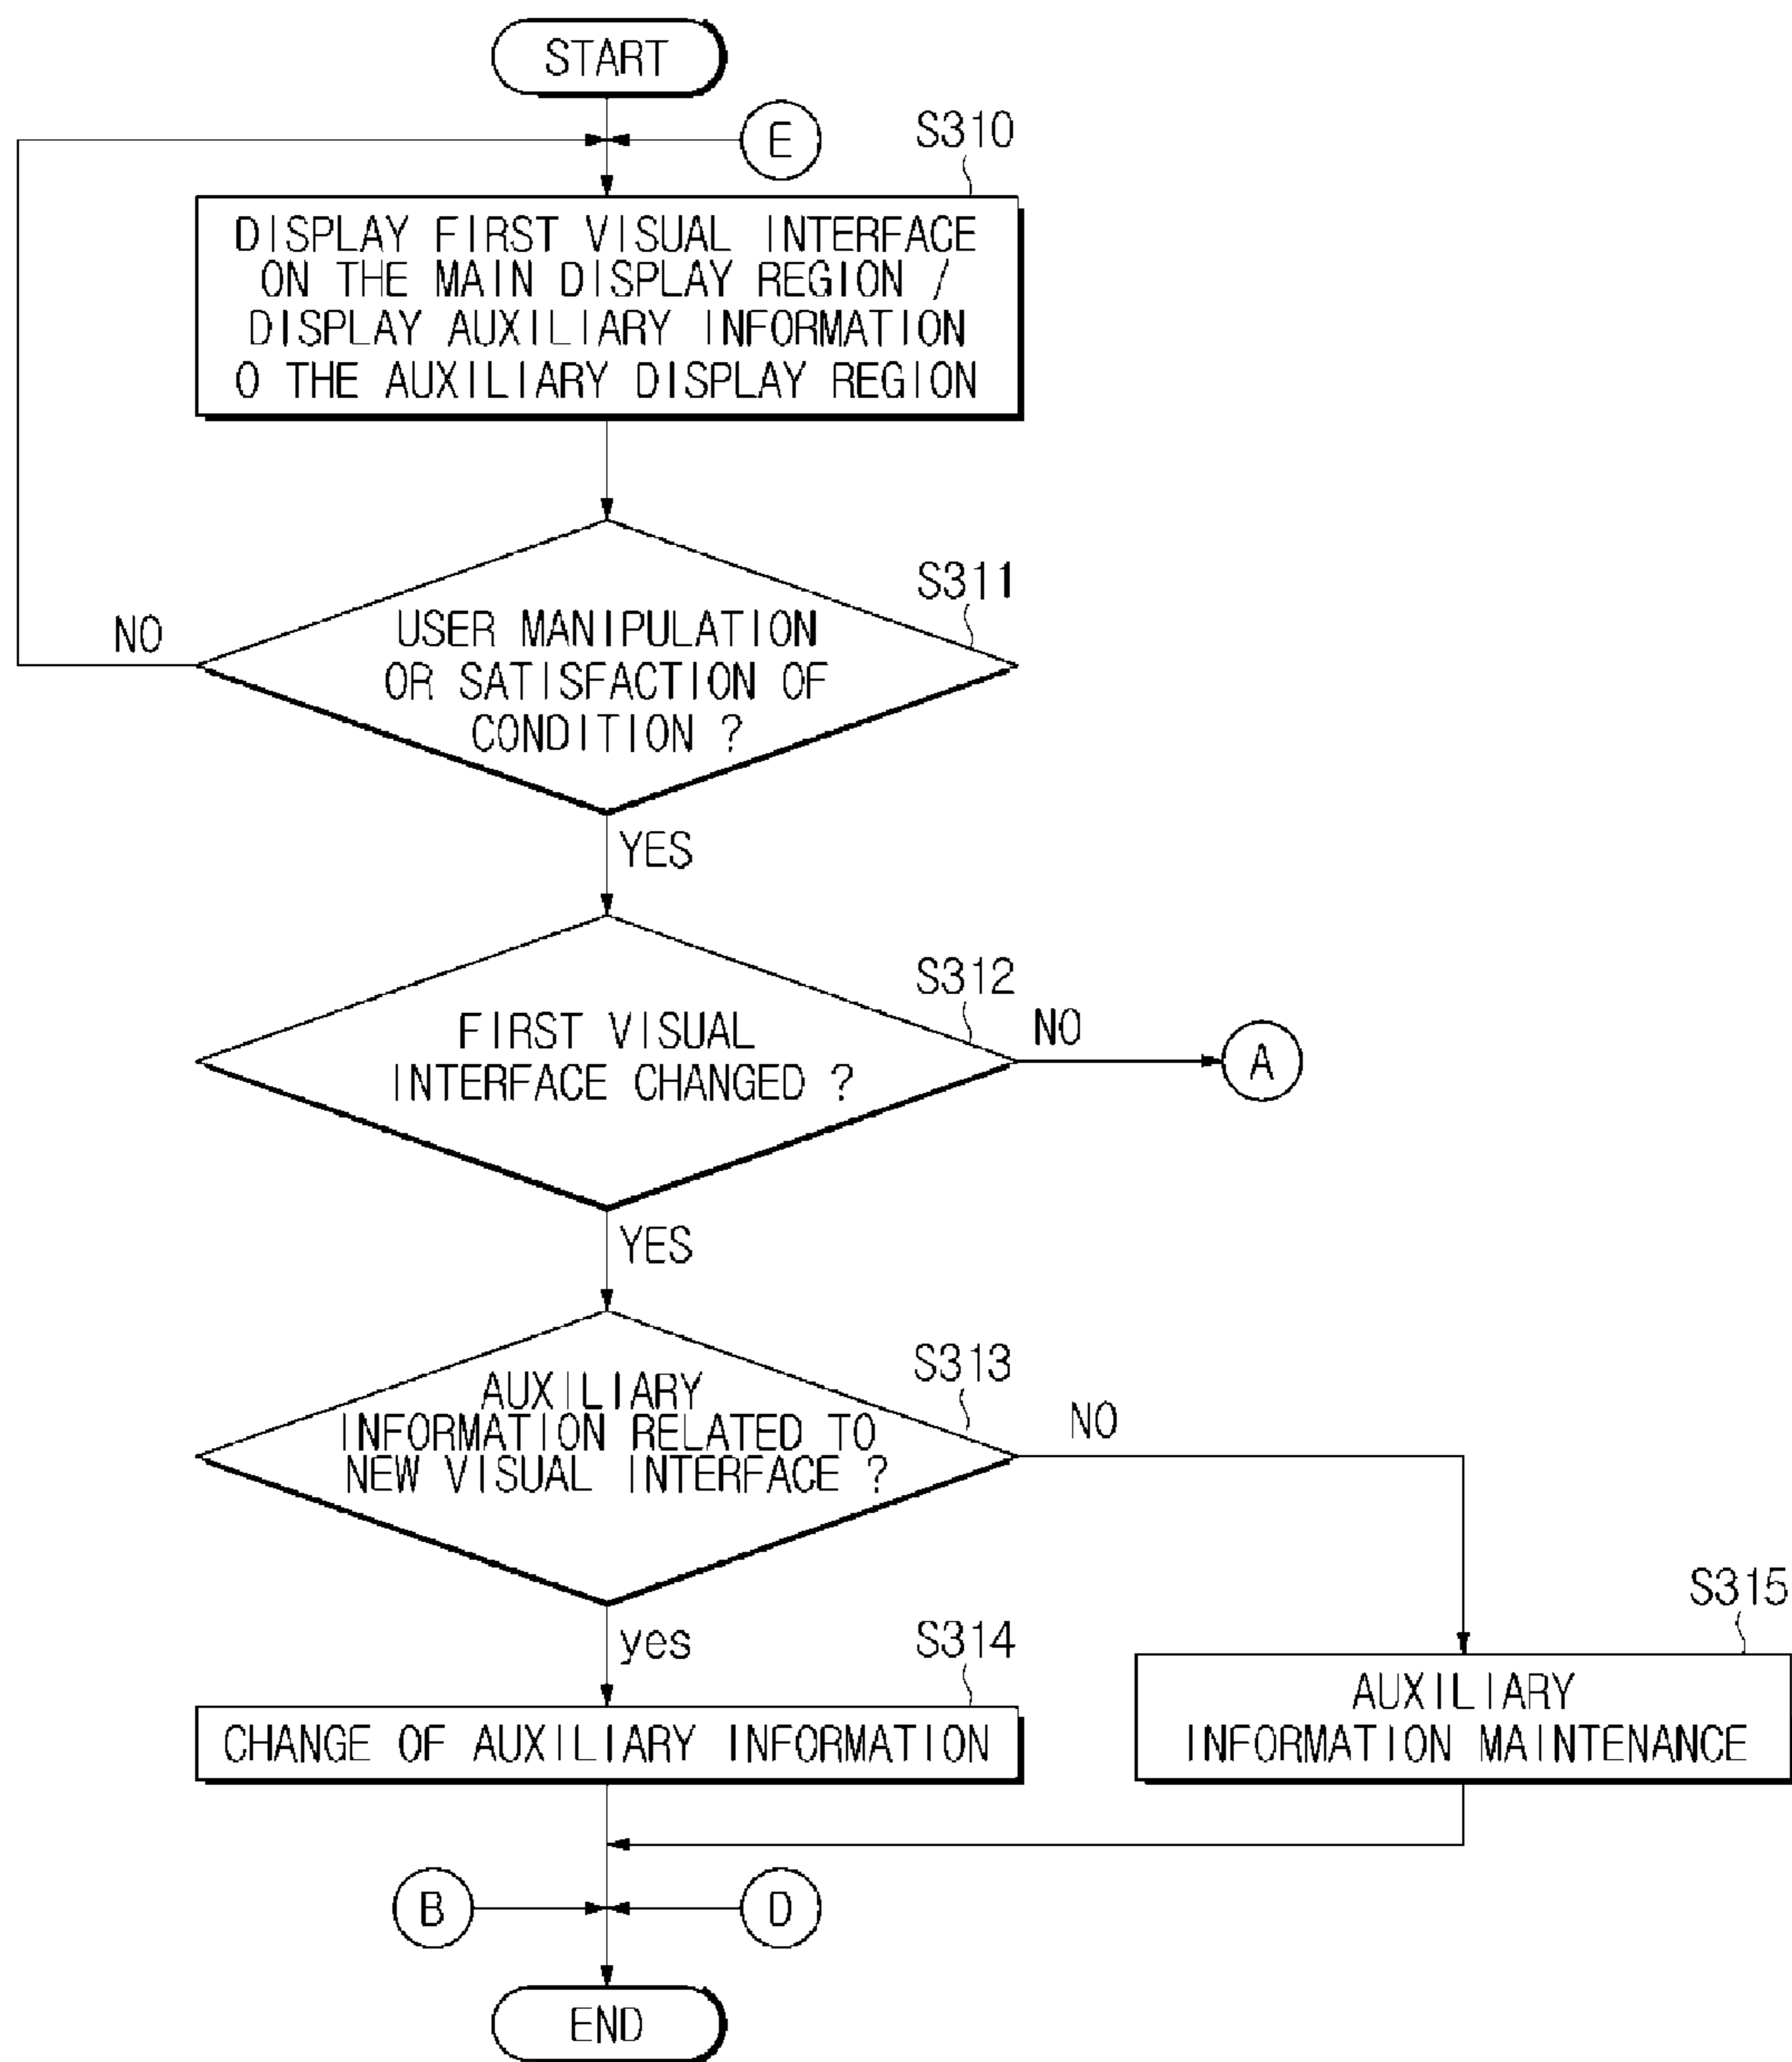 START
E
S310
DISPLAY FIRST VISUAL INTERFACE
ON THE MAIN DISPLAY REGION /
DISPLAY AUXILIARY INFORMATION
O THE AUXILIARY DISPLAY REGION
S311
NO
USER MANIPULATION
OR SATISFACTION OF
CONDITION ?
YES
S312
FIRST VISUAL
INTERFACE CHANGED ?
NO
A
YES
S313
AUXILIARY
INFORMATION RELATED TO
NEW VISUAL INTERFACE ?
NO
yes
S314
CHANGE OF AUXILIARY INFORMATION
S315
AUXILIARY
INFORMATION MAINTENANCE
B
D
END